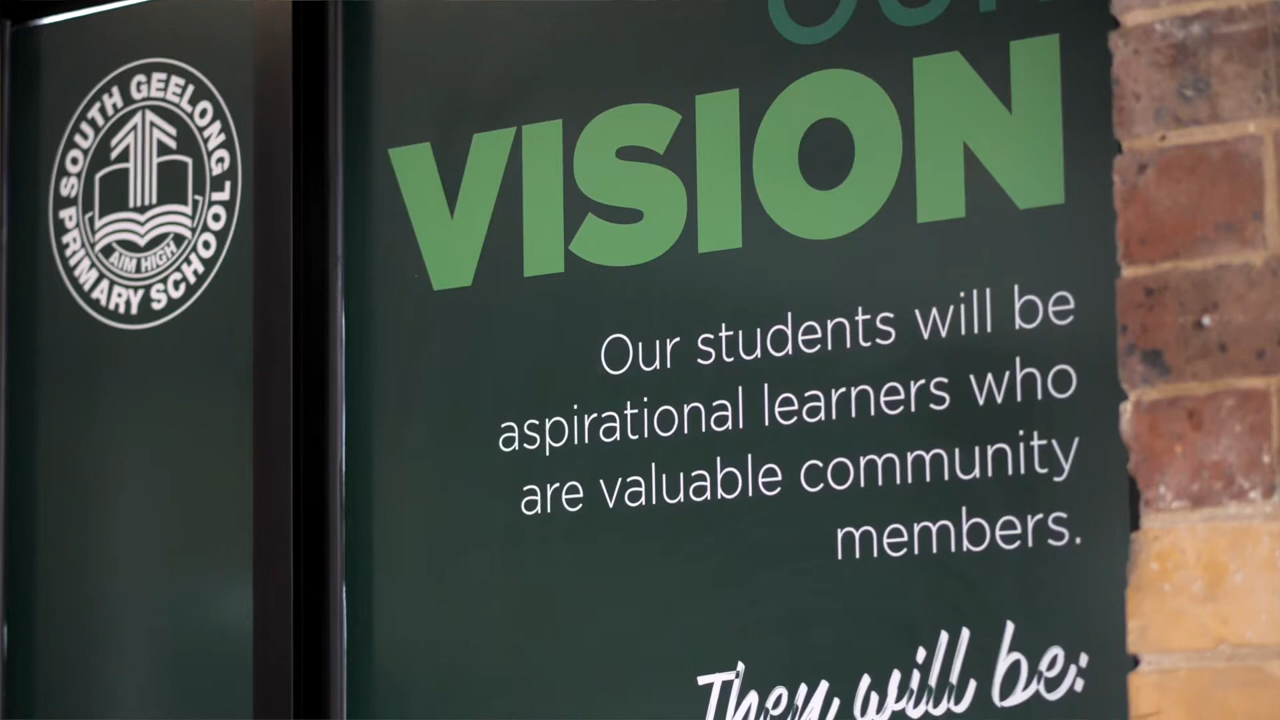 SOUTH GEELONG
PRIMARY SCHOOL
AIM HIGH
OUR
VISION
Our students will be
aspirational learners who
are valuable community
members.
They will be: